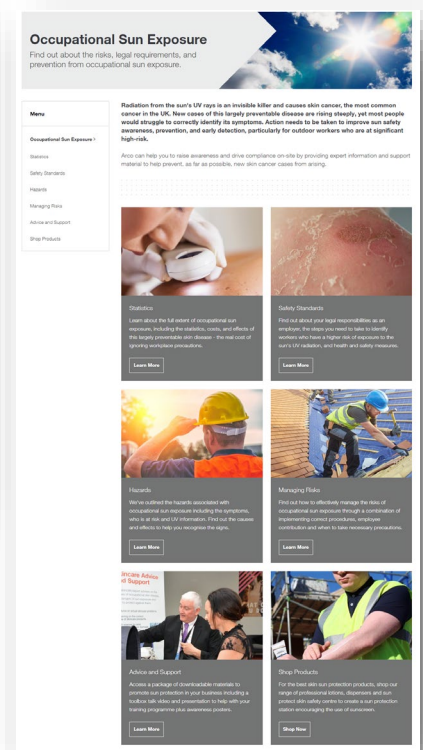 Occupational Sun Exposure
Find out about the risks, legal requirements, and
prevention from occupational sun exposure.
Menu
Occupational Sun Exposure >
Statistics
Safety Standards
Hazards
Managing Risks
Advice and Support
Shop Products
Radiation from the sun's UV rays is an invisible killer and causes skin cancer, the most common
cancer in the UK. New cases of this largely preventable disease are rising steeply, yet most people
would struggle to correctly identify its symptoms. Action needs to be taken to improve sun safety
awareness, prevention, and early detection, particularly for outdoor workers who are at significant
high-risk.
Arco can help you to raise awareness and drive compliance on-site by providing expert information and support
material to help prevent, as far as possible, new skin cancer cases from arising.
Statistics
Learn about the full extent of occupational sun
exposure, including the statistics, costs, and effects of
this largely preventable skin disease - the real cost of
ignoring workplace precautions.
Learn More
Safety Standards
Find out about your legal responsibilities as an
employer, the steps you need to take to identify
workers who have a higher risk of exposure to the
sun's UV radiation, and health and safety measures.
Learn More
Hazards
We've outlined the hazards associated with
occupational sun exposure including the symptoms,
who is at risk and UV information. Find out the causes
and effects to help you recognise the signs.
Learn More
Managing Risks
Find out how to effectively manage the risks of
occupational sun exposure through a combination of
implementing correct procedures, employee
contribution and when to take necessary precautions.
Learn More
ncare Advice
d Support
Advice and Support
Access a package of downloadable materials to
promote sun protection in your business including a
toolbox talk video and presentation to help with your
training programme plus awareness posters.
Learn More
Shop Products
For the best skin sun protection products, shop our
range of professional lotions, dispensers and sun
protect skin safety centre to create a sun protection
station encouraging the use of sunscreen.
Shop Now